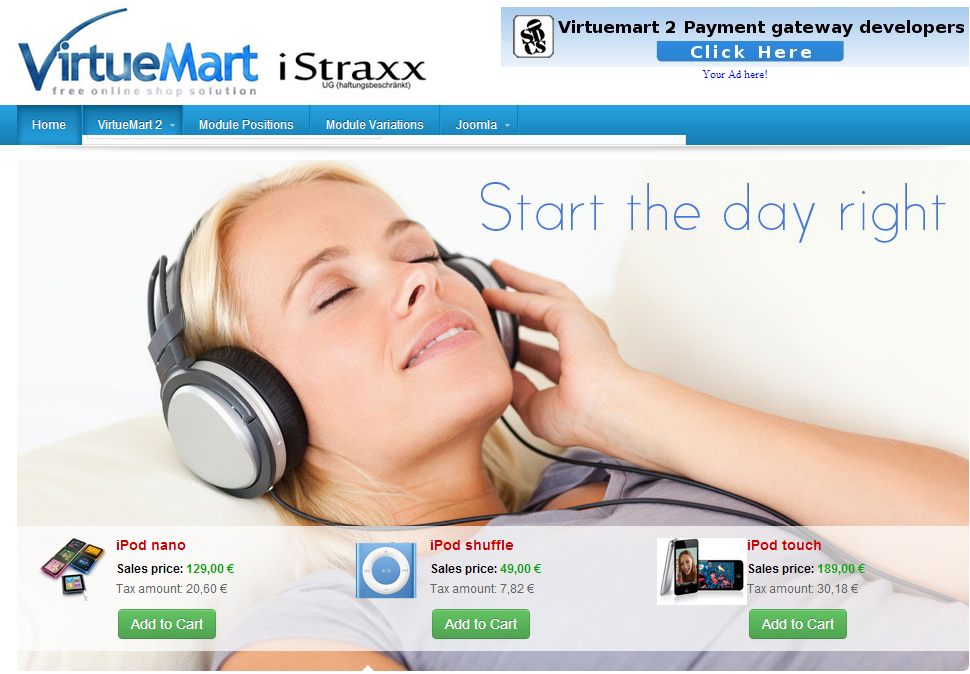 VirtueMart
free online shop solution
iStraxx
UG (haftungsbeschränkt)
Virtuemart 2 Payment gateway developers
Click Here
Your Ad here!
Home VirtueMart 2 Module Positions Module Variations Joomla
Start the day right
iPod nano
Sales price: 129,00 €
Tax amount: 20,60 €
Add to Cart
iPod shuffle
Sales price: 49,00 €
Tax amount: 7,82 €
Add to Cart
iPod touch
Sales price: 189,00 €
Tax amount: 30,18 €
Add to Cart